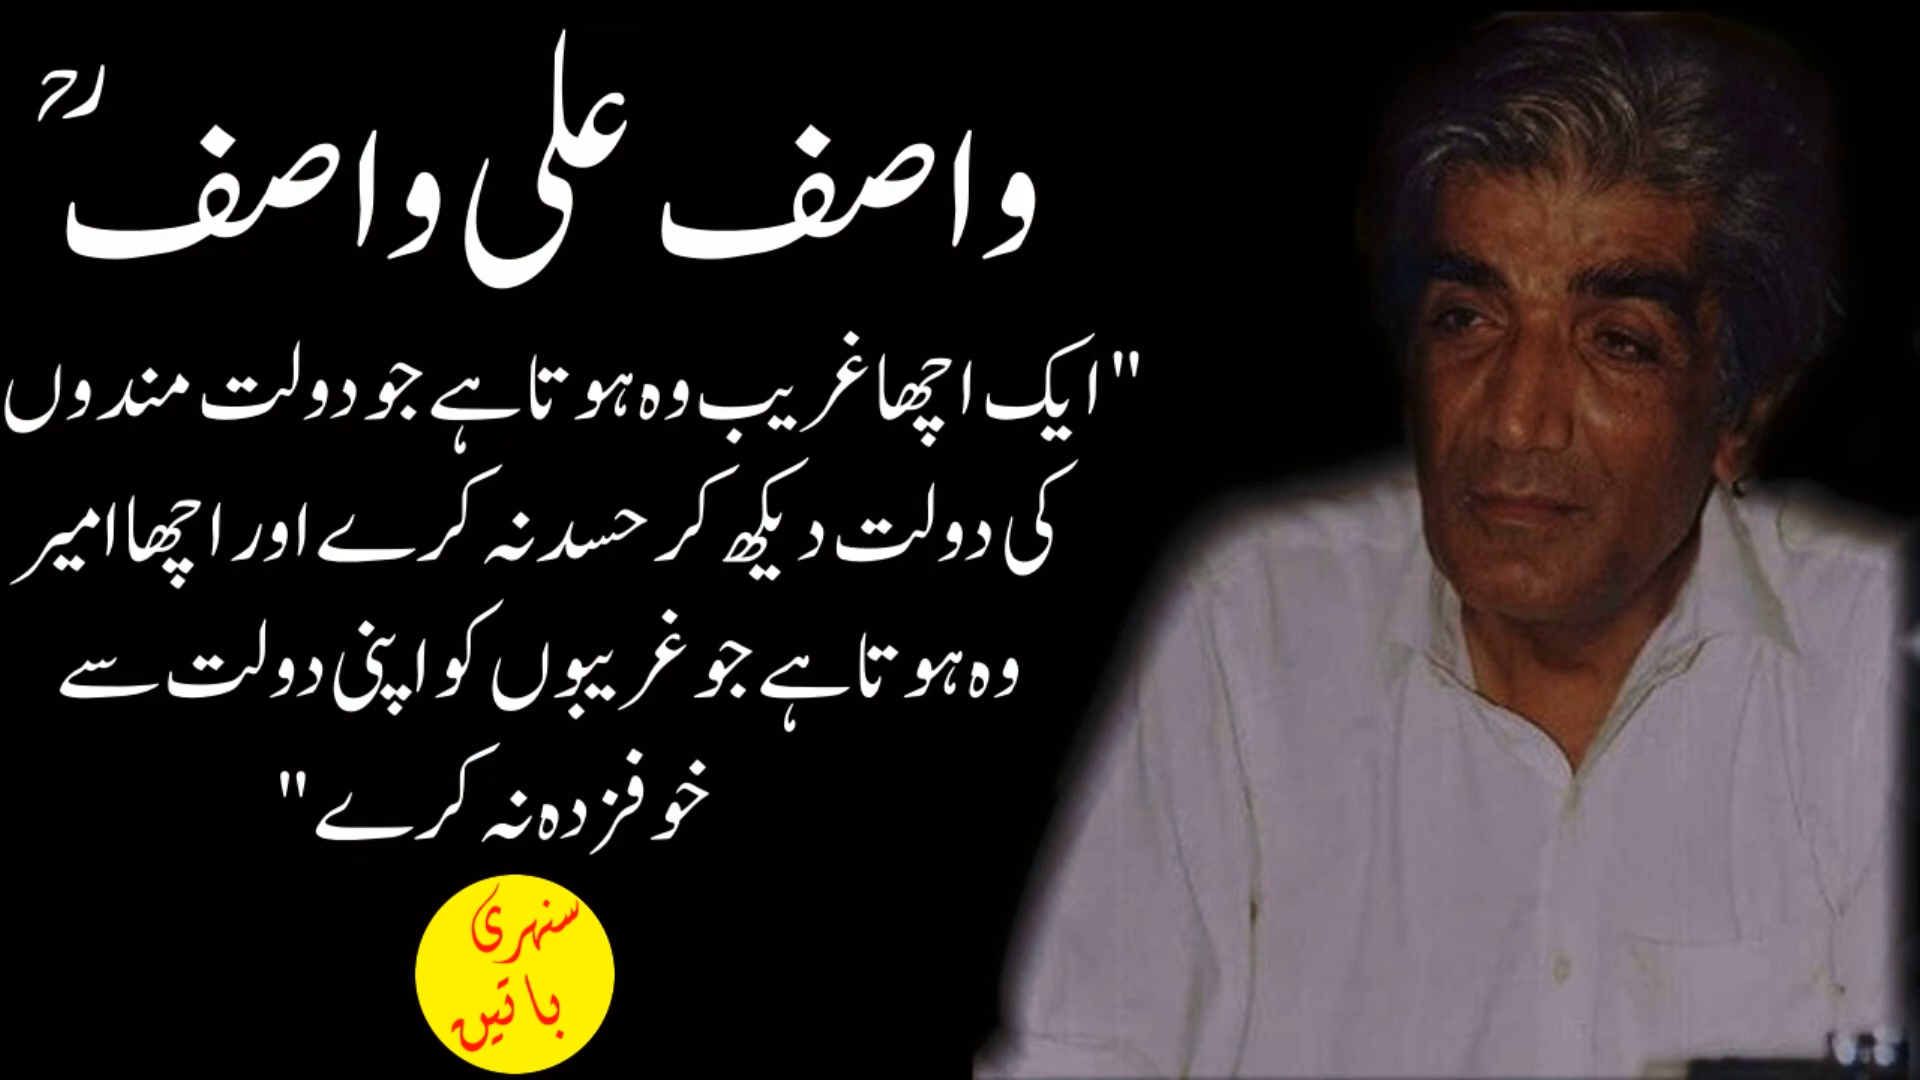 واصف علی واصفؒ
"ایک اچھا غریب وہ ہوتا ہے جو دولت مندوں
کی دولت دیکھ کر حسد نہ کرے اور اچھا امیر
وہ ہوتا ہے جو غریبوں کو اپنی دولت سے
خوفزدہ نہ کرے"
سنہری
باتیں